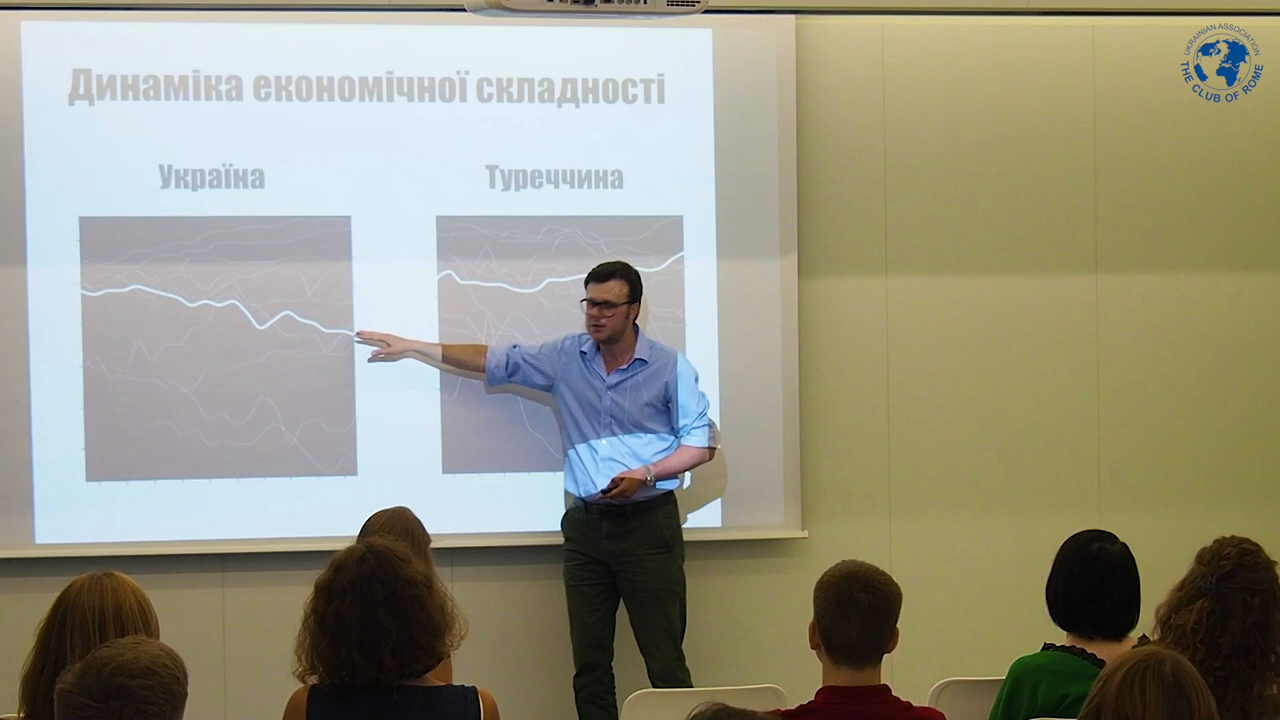 Динаміка економічної складності
Україна
Туреччина
UKRAINIAN ASSOCIATION
THE CLUB OF ROME